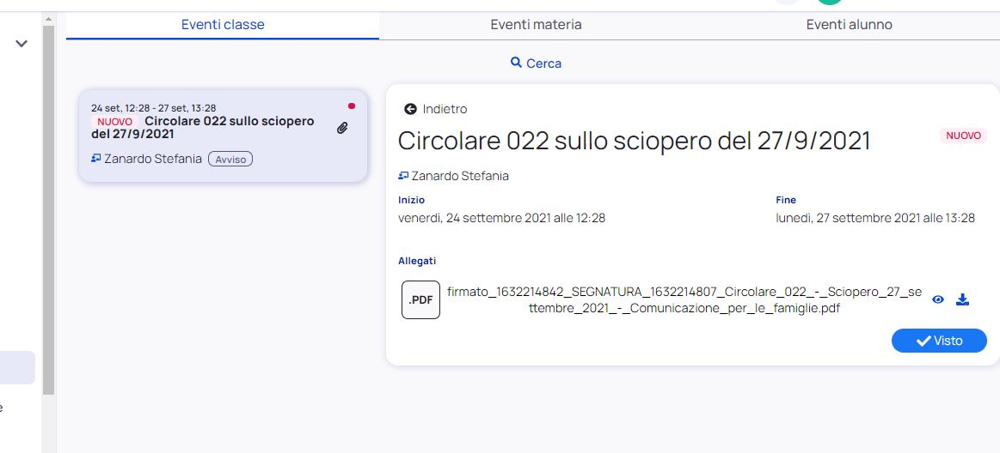 Eventi classe
Eventi materia
Eventi alunno
Cerca
24 set, 12:28 - 27 set, 13:28
NUOVO Circolare 022 sullo sciopero
del 27/9/2021
Zanardo Stefania Avviso
Indietro
Circolare 022 sullo sciopero del 27/9/2021
NUOVO
Zanardo Stefania
Inizio
venerdì, 24 settembre 2021 alle 12:28
Fine
lunedì, 27 settembre 2021 alle 13:28
Allegati
.PDF
firmato_1632214842_SEGNATURA_1632214807_Circolare_022_-_Sciopero_27_se
ttembre_2021_-_Comunicazione_per_le_famiglie.pdf
Visto
e